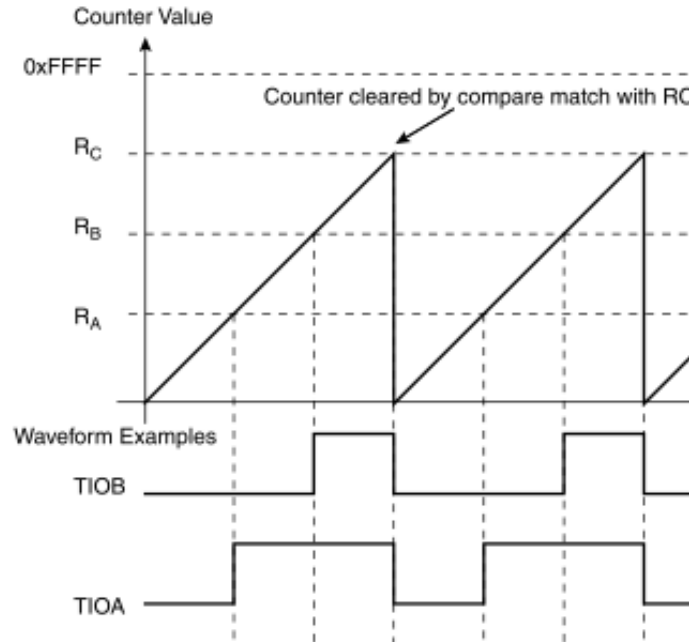 Counter Value
0xFFFF
Counter cleared by compare match with RC
RC
RB
RA
Waveform Examples
TIOB
TIOA